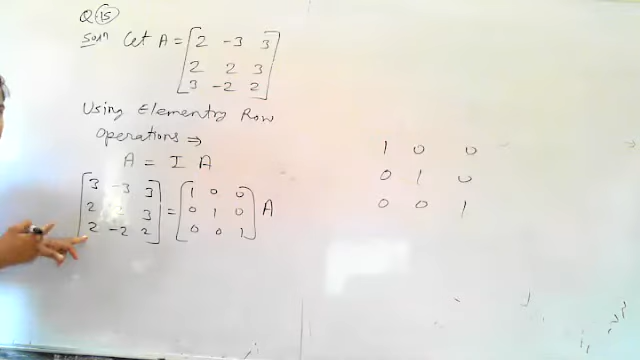 Q 15
Soln Let A = [2 -3 3
2 2 3
3 -2 2]
Using Elementry Row
Operations ⇒
A = I A
[3 -3 3
2 3
2 -2 2] = [1 0 0
0 1 0
0 0 1] A
1 0 0
0 1 0
0 0 1